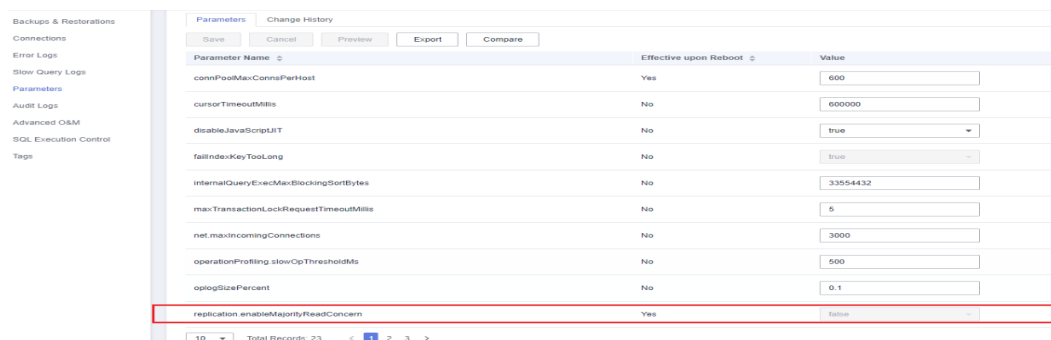 Backups & Restorations
Connections
Error Logs
Slow Query Logs
Parameters
Audit Logs
Advanced O&M
SQL Execution Control
Tags
Parameters Change History
Save Cancel Preview Export Compare
Parameter Name Effective upon Reboot Value
connPoolMaxConnsPerHost Yes 600
cursorTimeoutMillis No 600000
disableJavaScriptJIT No true
failIndexKeyTooLong No true
internalQueryExecMaxBlockingSortBytes No 33554432
maxTransactionLockRequestTimeoutMillis No 5
net.maxIncomingConnections No 3000
operationProfiling.slowOpThresholdMs No 500
oplogSizePercent No 0.1
replication.enableMajorityReadConcern Yes false
10 Total Records: 23 < 1 2 3 >